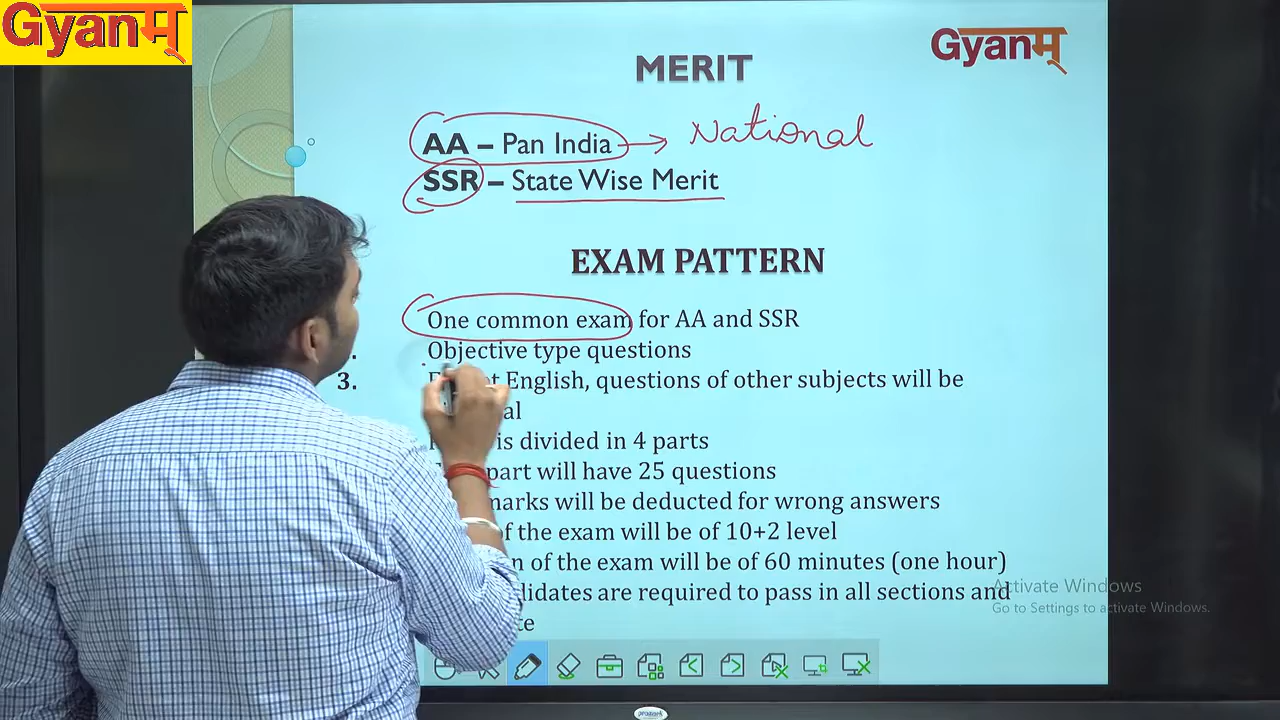 Gyanम्
Gyanम्
MERIT
AA – Pan India → National
SSR – State Wise Merit
EXAM PATTERN
One common exam for AA and SSR
Objective type questions
3. English, questions of other subjects will be
is divided in 4 parts
part will have 25 questions
marks will be deducted for wrong answers
of the exam will be of 10+2 level
of the exam will be of 60 minutes (one hour)
are required to pass in all sections and
Activate Windows
Go to Settings to activate Windows.
promark